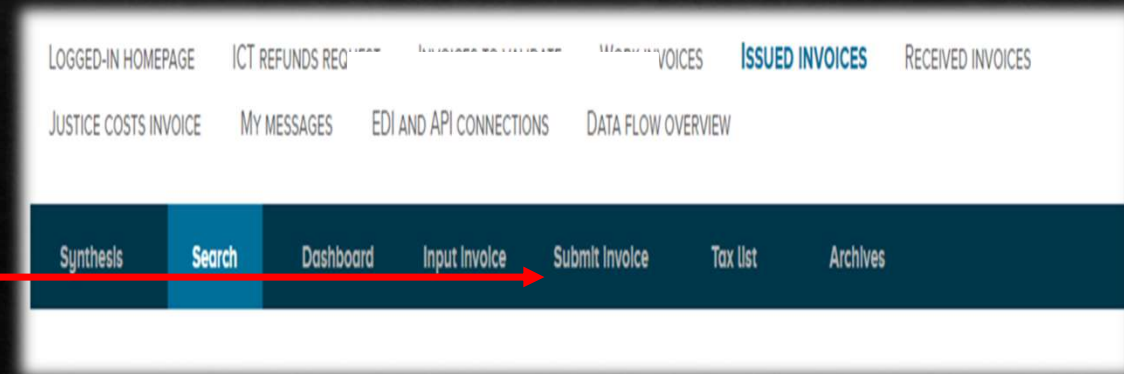 LOGGED-IN HOMEPAGE ICT REFUNDS ISSUED INVOICES RECEIVED INVOICES
JUSTICE COSTS INVOICE MY MESSAGES EDI AND API CONNECTIONS DATA FLOW OVERVIEW
Synthesis Search Dashboard Input Invoice Submit Invoice Tax list Archives